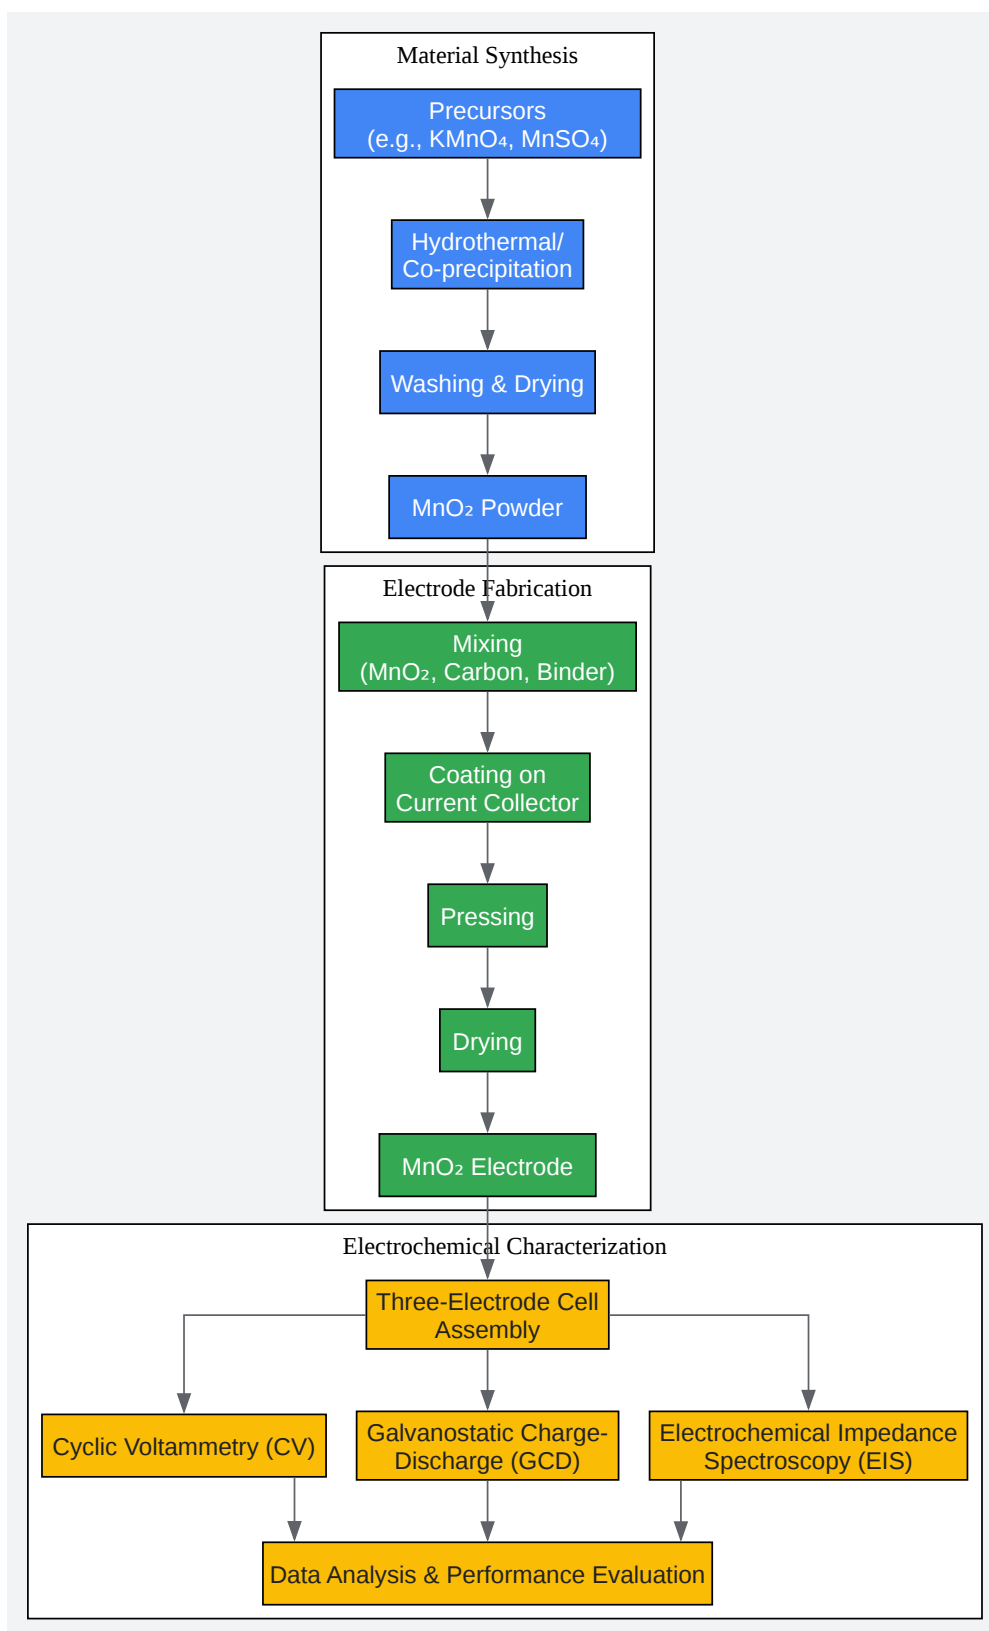 Material Synthesis
Precursors
(e.g., KMnO₄, MnSO₄)
Hydrothermal/
Co-precipitation
Washing & Drying
MnO₂ Powder
Electrode Fabrication
Mixing
(MnO₂, Carbon, Binder)
Coating on
Current Collector
Pressing
Drying
MnO₂ Electrode
Electrochemical Characterization
Three-Electrode Cell
Assembly
Cyclic Voltammetry (CV)
Galvanostatic Charge-
Discharge (GCD)
Electrochemical Impedance
Spectroscopy (EIS)
Data Analysis & Performance Evaluation